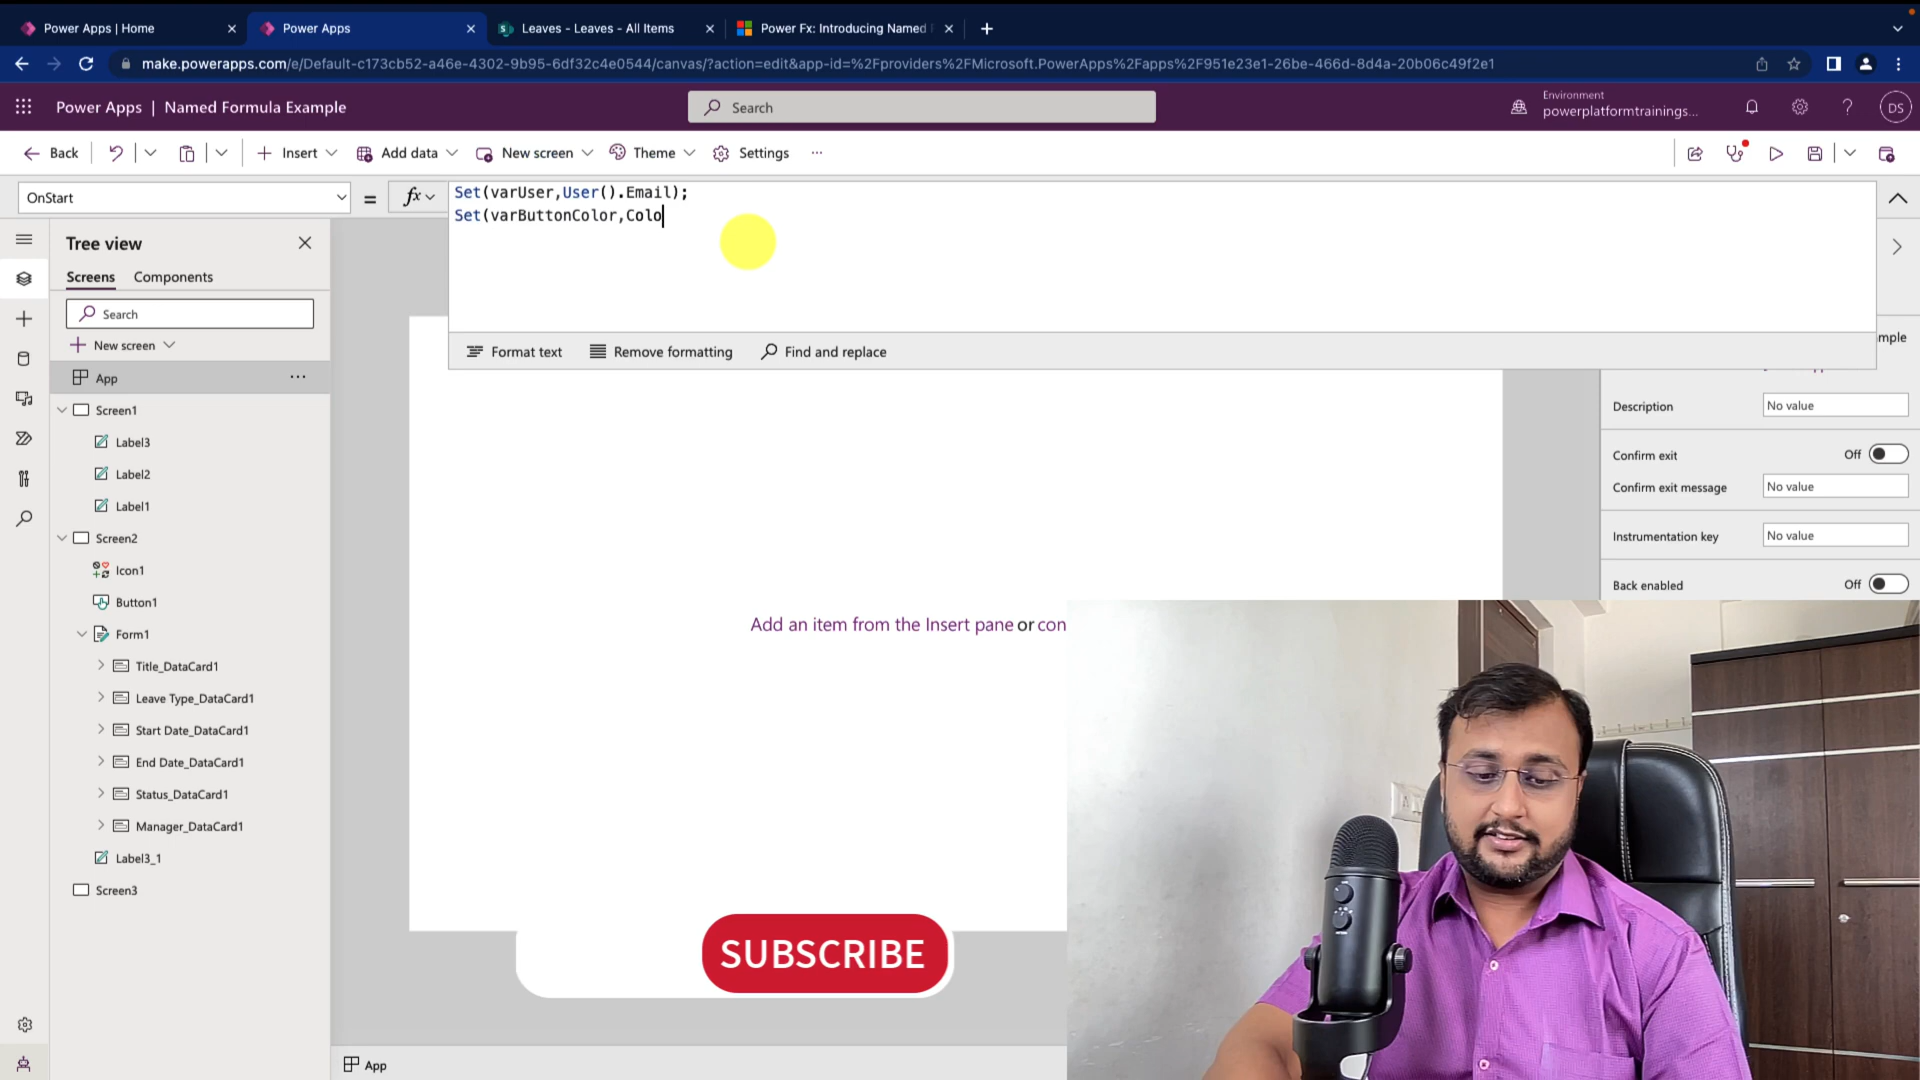 Power Apps | Home
Power Apps
Leaves - Leaves - All Items
Power Fx: Introducing Named
make.powerapps.com/e/Default-c173cb52-a46e-4302-9b95-6df32c4e0544/canvas/?action=edit&app-id=%2Fproviders%2FMicrosoft.PowerApps%2Fapps%2F951e23e1-26be-466d-8d4a-20b06c49f2e1
Power Apps | Named Formula Example
Search
Environment
powerplatformtrainings...
DS
Back
Insert
Add data
New screen
Theme
Settings
OnStart
= fx
Set(varUser,User().Email);
Set(varButtonColor,Colo
Format text
Remove formatting
Find and replace
Tree view
Screens
Components
Search
New screen
App
Screen1
Label3
Label2
Label1
Screen2
Icon1
Button1
Form1
Title_DataCard1
Leave Type_DataCard1
Start Date_DataCard1
End Date_DataCard1
Status_DataCard1
Manager_DataCard1
Label3_1
Screen3
Add an item from the Insert pane or con
mple
Description
No value
Confirm exit
Off
Confirm exit message
No value
Instrumentation key
No value
Back enabled
Off
SUBSCRIBE
App